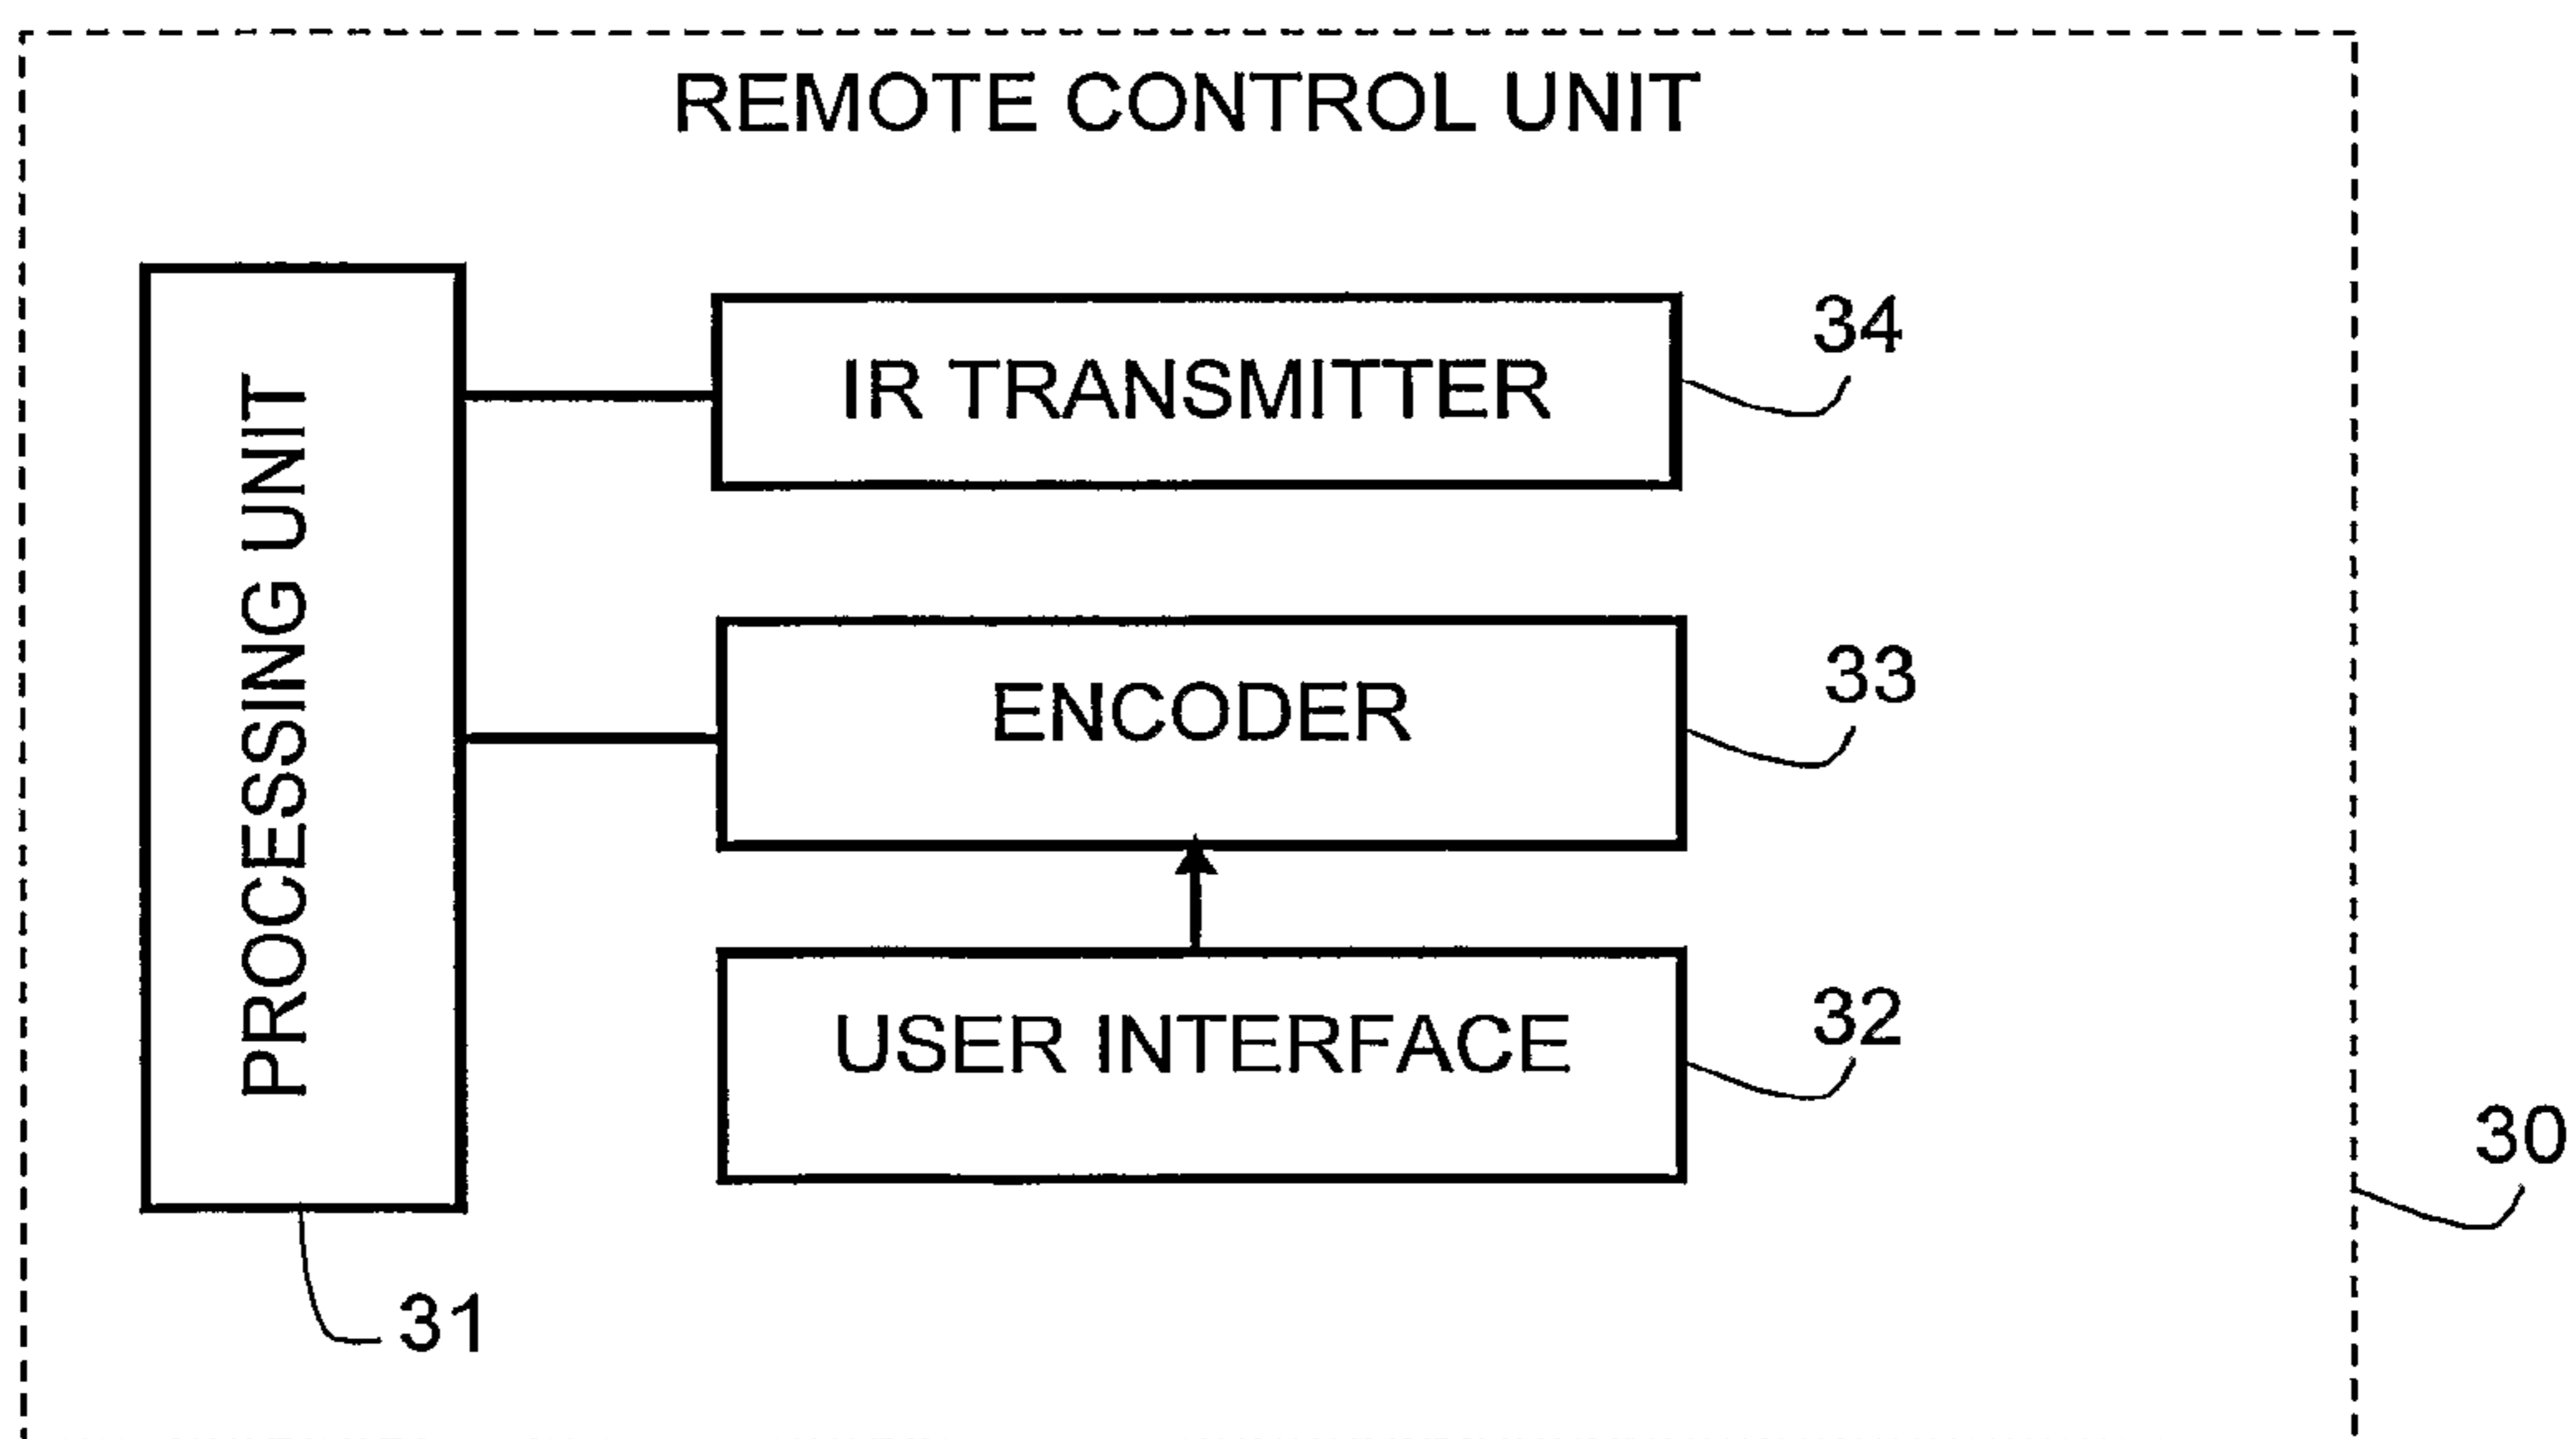 REMOTE CONTROL UNIT
PROCESSING UNIT
IR TRANSMITTER
34
ENCODER
33
USER INTERFACE
32
30
31